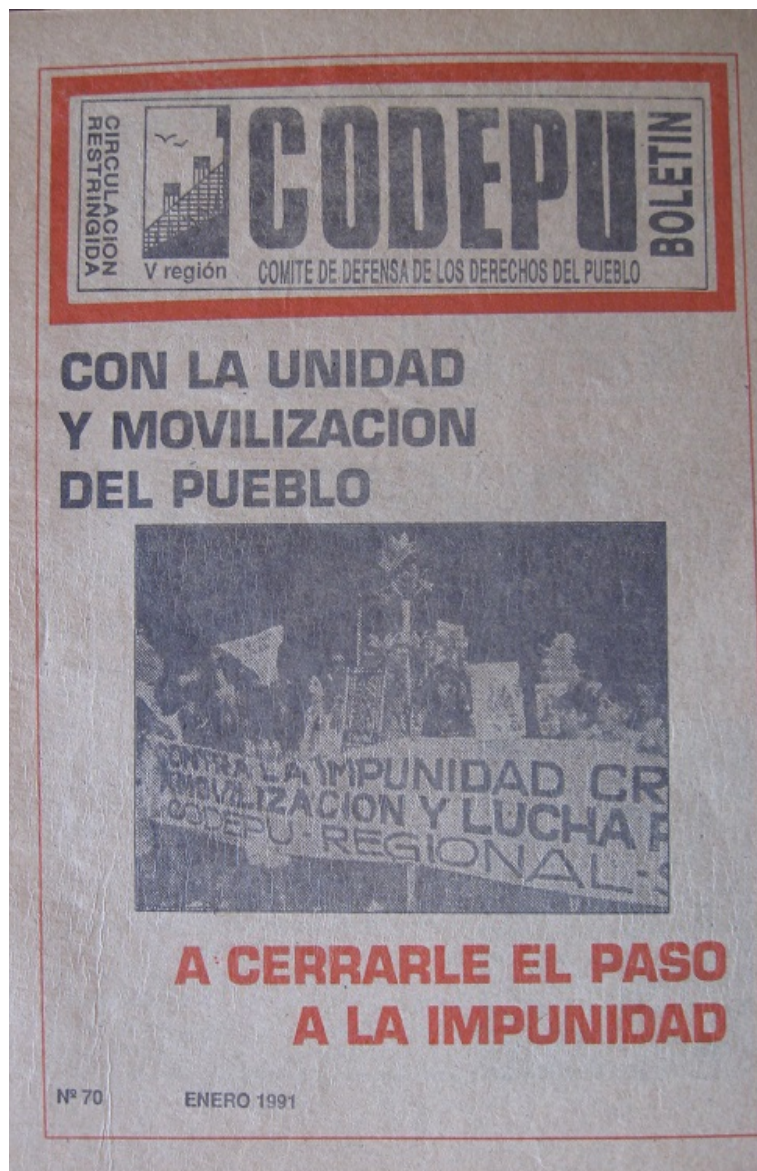 CIRCULACION
RESTRINGIDA
V región
CODEPU
COMITE DE DEFENSA DE LOS DERECHOS DEL PUEBLO
BOLETIN
CON LA UNIDAD
Y MOVILIZACION
DEL PUEBLO
CONTRA LA IMPUNIDAD CR
MOVILIZACION Y LUCHA
CODEPU-REGIONAL-
A CERRARLE EL PASO
A LA IMPUNIDAD
Nº 70 ENERO 1991